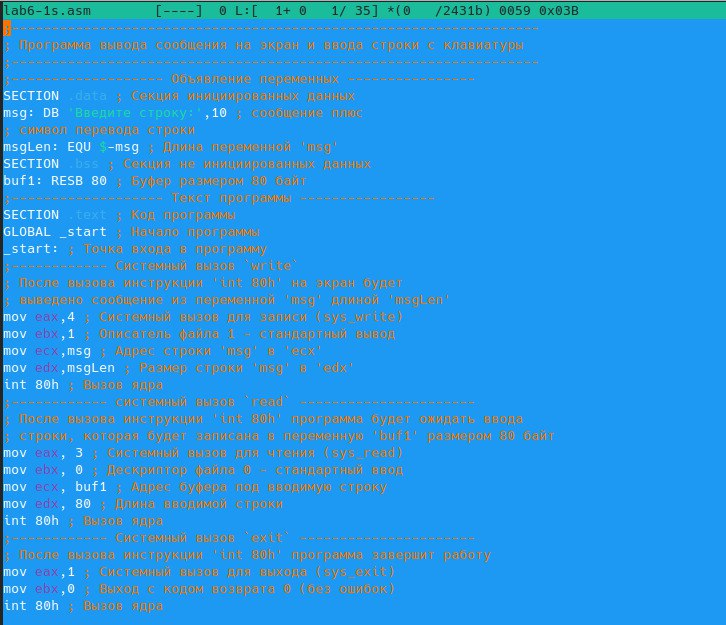 lab6-1s.asm [----] 0 L:[ 1+ 0 1/ 35] *(0 /2431b) 0059 0x03B
;--------------------------------------------------------------
; Программа вывода сообщения на экран и ввода строки с клавиатуры
;--------------------------------------------------------------
;------------------ Объявление переменных ---------------
SECTION .data ; Секция инициированных данных
msg: DB 'Введите строку:',10 ; сообщение плюс
; символ перевода строки
msgLen: EQU $-msg ; Длина переменной 'msg'
SECTION .bss ; Секция не инициированных данных
buf1: RESB 80 ; Буфер размером 80 байт
;------------------ Текст программы ----------------
SECTION .text ; Код программы
GLOBAL _start ; Начало программы
_start: ; Точка входа в программу
;----------- Системный вызов `write`
; После вызова инструкции 'int 80h' на экран будет
; выведено сообщение из переменной 'msg' длиной 'msgLen'
mov eax,4 ; Системный вызов для записи (sys_write)
mov ebx,1 ; Описатель файла 1 - стандартный вывод
mov ecx,msg ; Адрес строки 'msg' в 'ecx'
mov edx,msgLen ; Размер строки 'msg' в 'edx'
int 80h ; Вызов ядра
;----------- системный вызов `read` ---------------------
; После вызова инструкции 'int 80h' программа будет ожидать ввода
; строки, которая будет записана в переменную 'buf1' размером 80 байт
mov eax, 3 ; Системный вызов для чтения (sys_read)
mov ebx, 0 ; Дескриптор файла 0 - стандартный ввод
mov ecx, buf1 ; Адрес буфера под вводимую строку
mov edx, 80 ; Длина вводимой строки
int 80h ; Вызов ядра
;----------- Системный вызов `exit` ---------------------
; После вызова инструкции 'int 80h' программа завершит работу
mov eax,1 ; Системный вызов для выхода (sys_exit)
mov ebx,0 ; Выход с кодом возврата 0 (без ошибок)
int 80h ; Вызов ядра